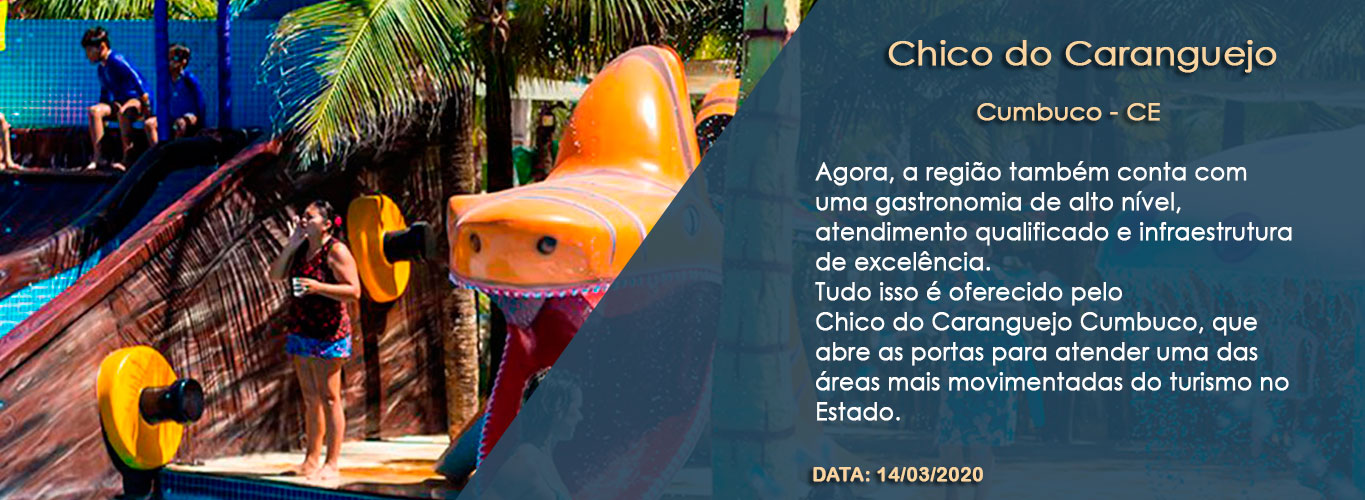 Chico do Caranguejo
Cumbuco - CE
Agora, a região também conta com
uma gastronomia de alto nível,
atendimento qualificado e infraestrutura
de excelência.
Tudo isso é oferecido pelo
Chico do Caranguejo Cumbuco, que
abre as portas para atender uma das
áreas mais movimentadas do turismo no
Estado.
DATA: 14/03/2020